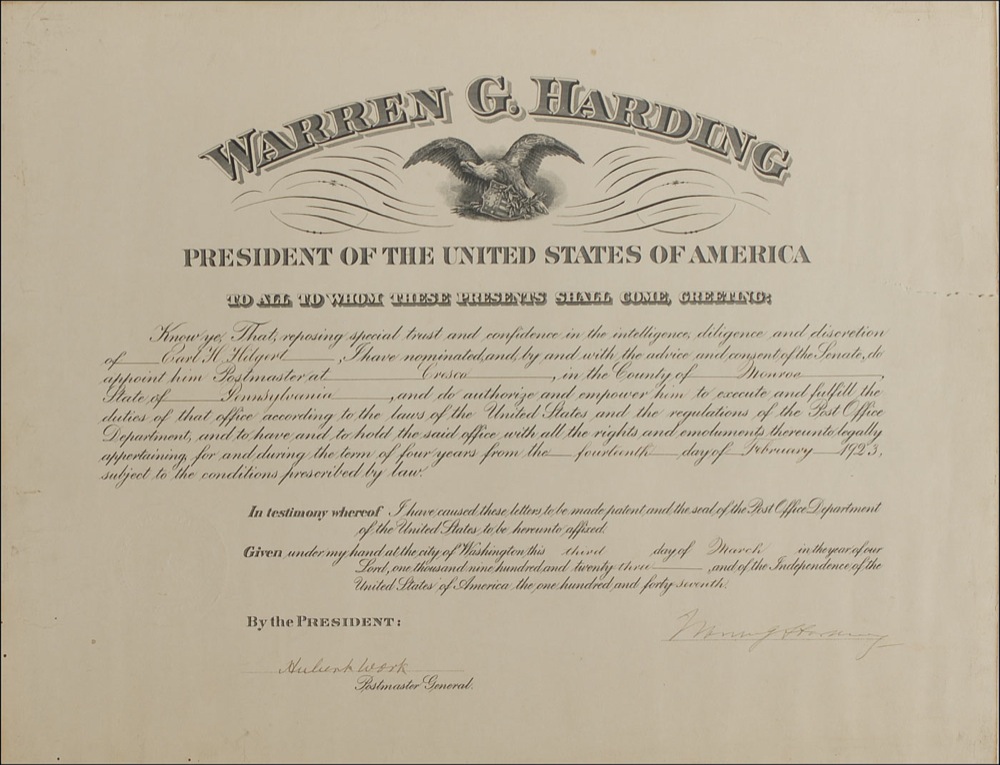 WARREN G. HARDING
PRESIDENT OF THE UNITED STATES OF AMERICA
TO ALL TO WHOM THESE PRESENTS SHALL COME, GREETING:
Know ye, That, reposing special trust and confidence in the intelligence, diligence and discretion
of Earl H. Hilgert, I have nominated, and, by and with the advice and consent of the Senate, do
appoint him Postmaster at Cresco, in the County of Monroe,
State of Pennsylvania, and do authorize and empower him to execute and fulfill the
duties of that office according to the laws of the United States and the regulations of the Post Office
Department, and to have and to hold the said office, with all the rights and emoluments thereunto legally
appertaining, for and during the term of four years from the fourteenth day of February 1923,
subject to the conditions prescribed by law.
In testimony whereof I have caused these letters to be made patent, and the seal of the Post Office Department
of the United States to be hereunto affixed.
Given under my hand at the city of Washington this third day of March in the year of our
Lord, one thousand nine hundred and twenty three, and of the Independence of the
United States of America the one hundred and forty seventh.
By the PRESIDENT:
Warren G Harding
Hubert Work
Postmaster General.